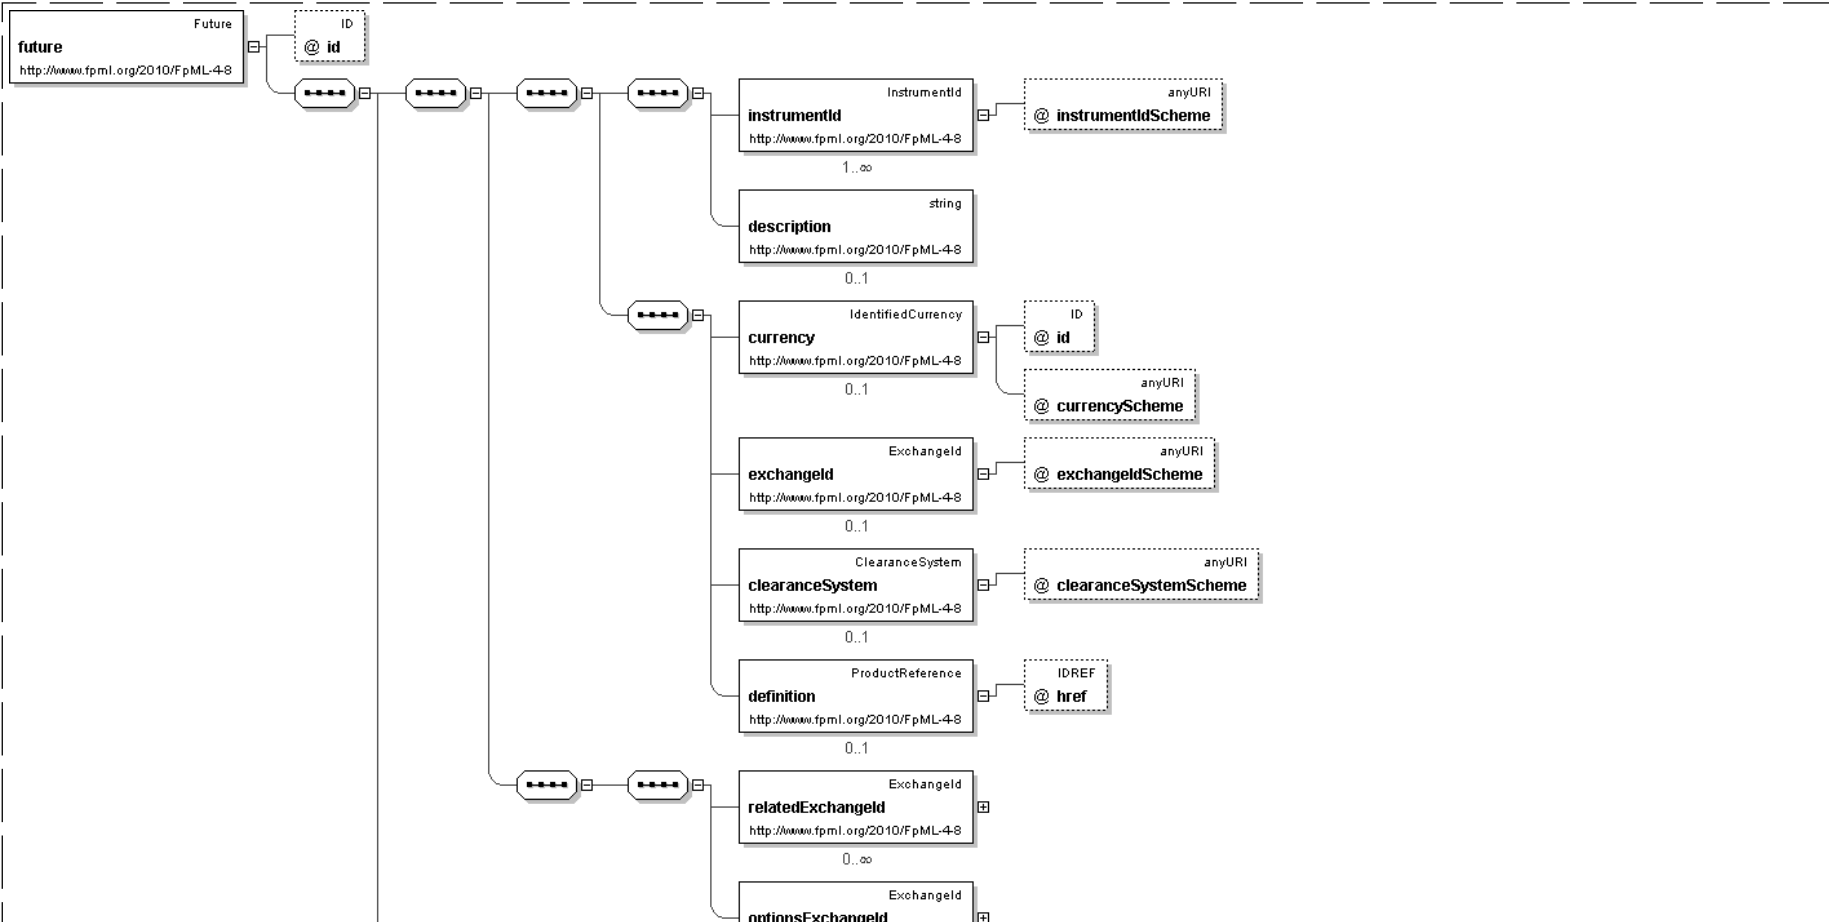 Future
future
http://www.fpml.org/2010/FpML-4-8
ID
@ id
InstrumentId
instrumentId
http://www.fpml.org/2010/FpML-4-8
1..∞
anyURI
@ instrumentIdScheme
string
description
http://www.fpml.org/2010/FpML-4-8
0..1
IdentifiedCurrency
currency
http://www.fpml.org/2010/FpML-4-8
0..1
ID
@ id
anyURI
@ currencyScheme
ExchangeId
exchangeId
http://www.fpml.org/2010/FpML-4-8
0..1
anyURI
@ exchangeIdScheme
ClearanceSystem
clearanceSystem
http://www.fpml.org/2010/FpML-4-8
0..1
anyURI
@ clearanceSystemScheme
ProductReference
definition
http://www.fpml.org/2010/FpML-4-8
0..1
IDREF
@ href
ExchangeId
relatedExchangeId
http://www.fpml.org/2010/FpML-4-8
0..∞
ExchangeId
optionsExchangeId